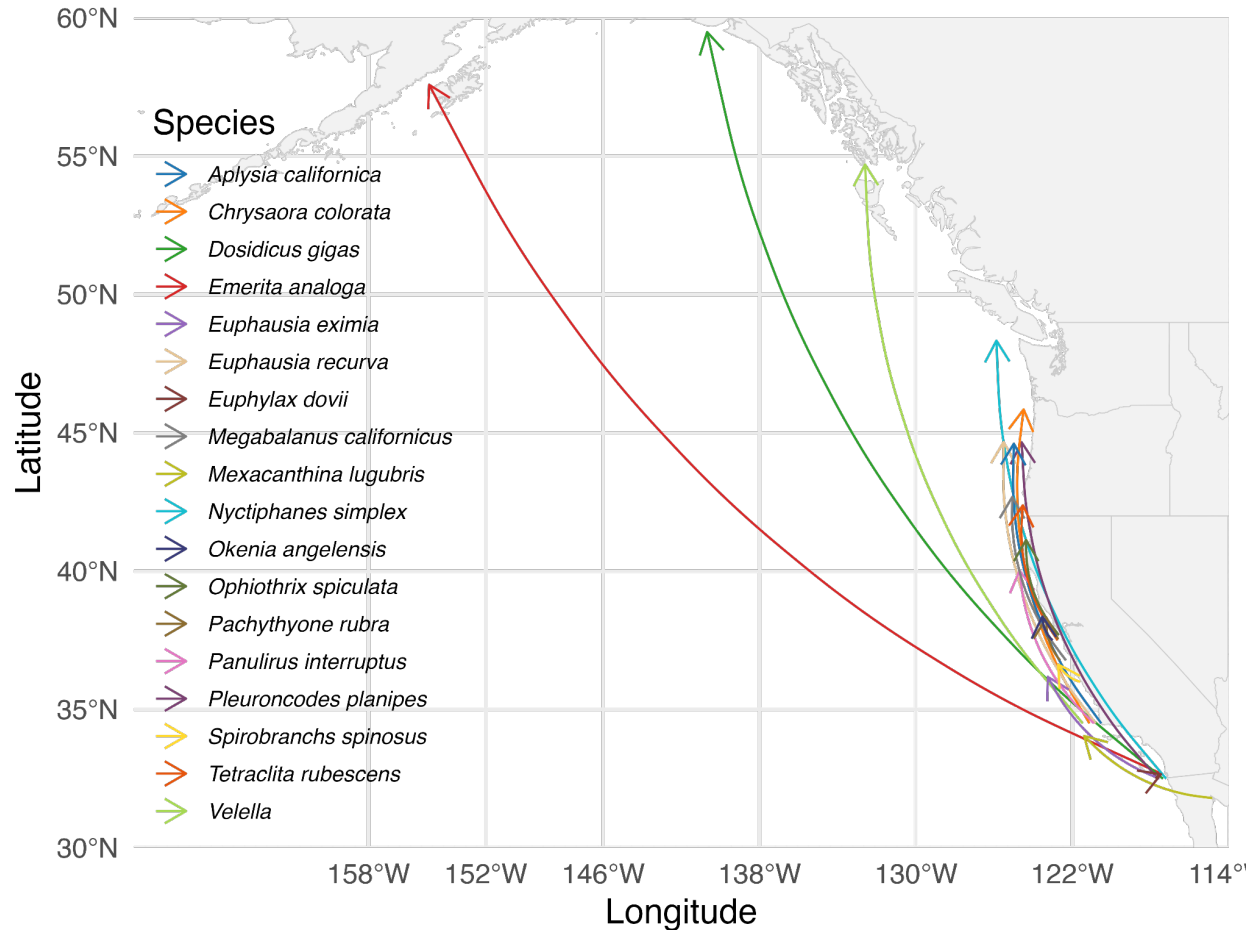 60°N
55°N
50°N
45°N
40°N
35°N
30°N
Latitude
Species
Aplysia californica
Chrysaora colorata
Dosidicus gigas
Emerita analoga
Euphausia eximia
Euphausia recurva
Euphylax dovii
Megabalanus californicus
Mexacanthina lugubris
Nyctiphanes simplex
Okenia angelensis
Ophiothrix spiculata
Pachythyone rubra
Panulirus interruptus
Pleuroncodes planipes
Spirobranchs spinosus
Tetraclita rubescens
Velella
158°W 152°W 146°W 138°W 130°W 122°W 114°
Longitude